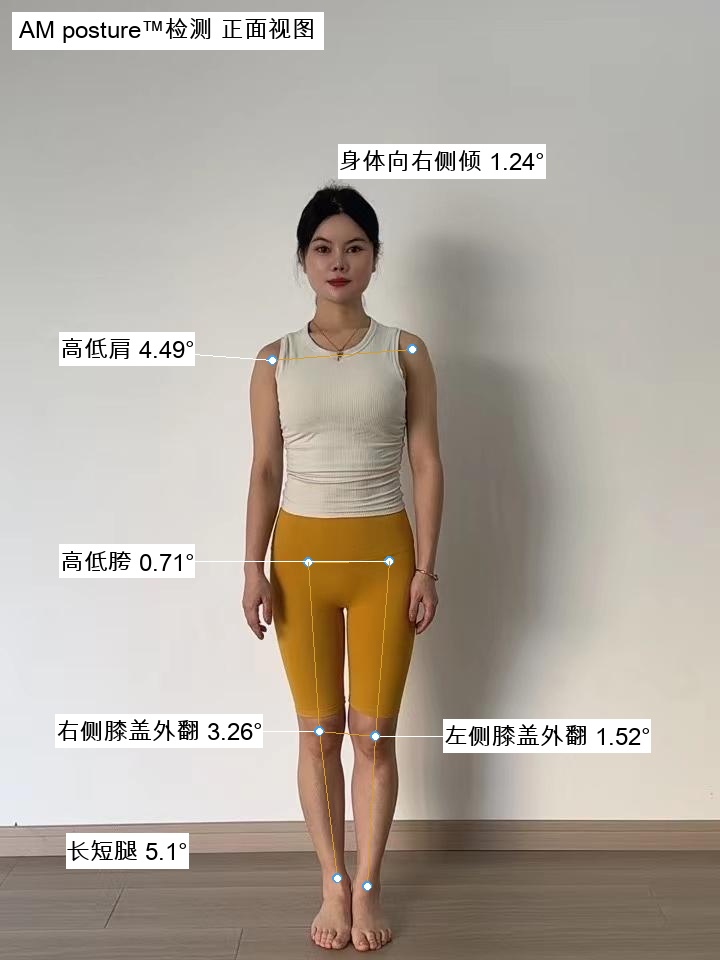 AM posture™检测 正面视图
身体向右侧倾 1.24°
高低肩 4.49°
高低胯 0.71°
右侧膝盖外翻 3.26°
左侧膝盖外翻 1.52°
长短腿 5.1°